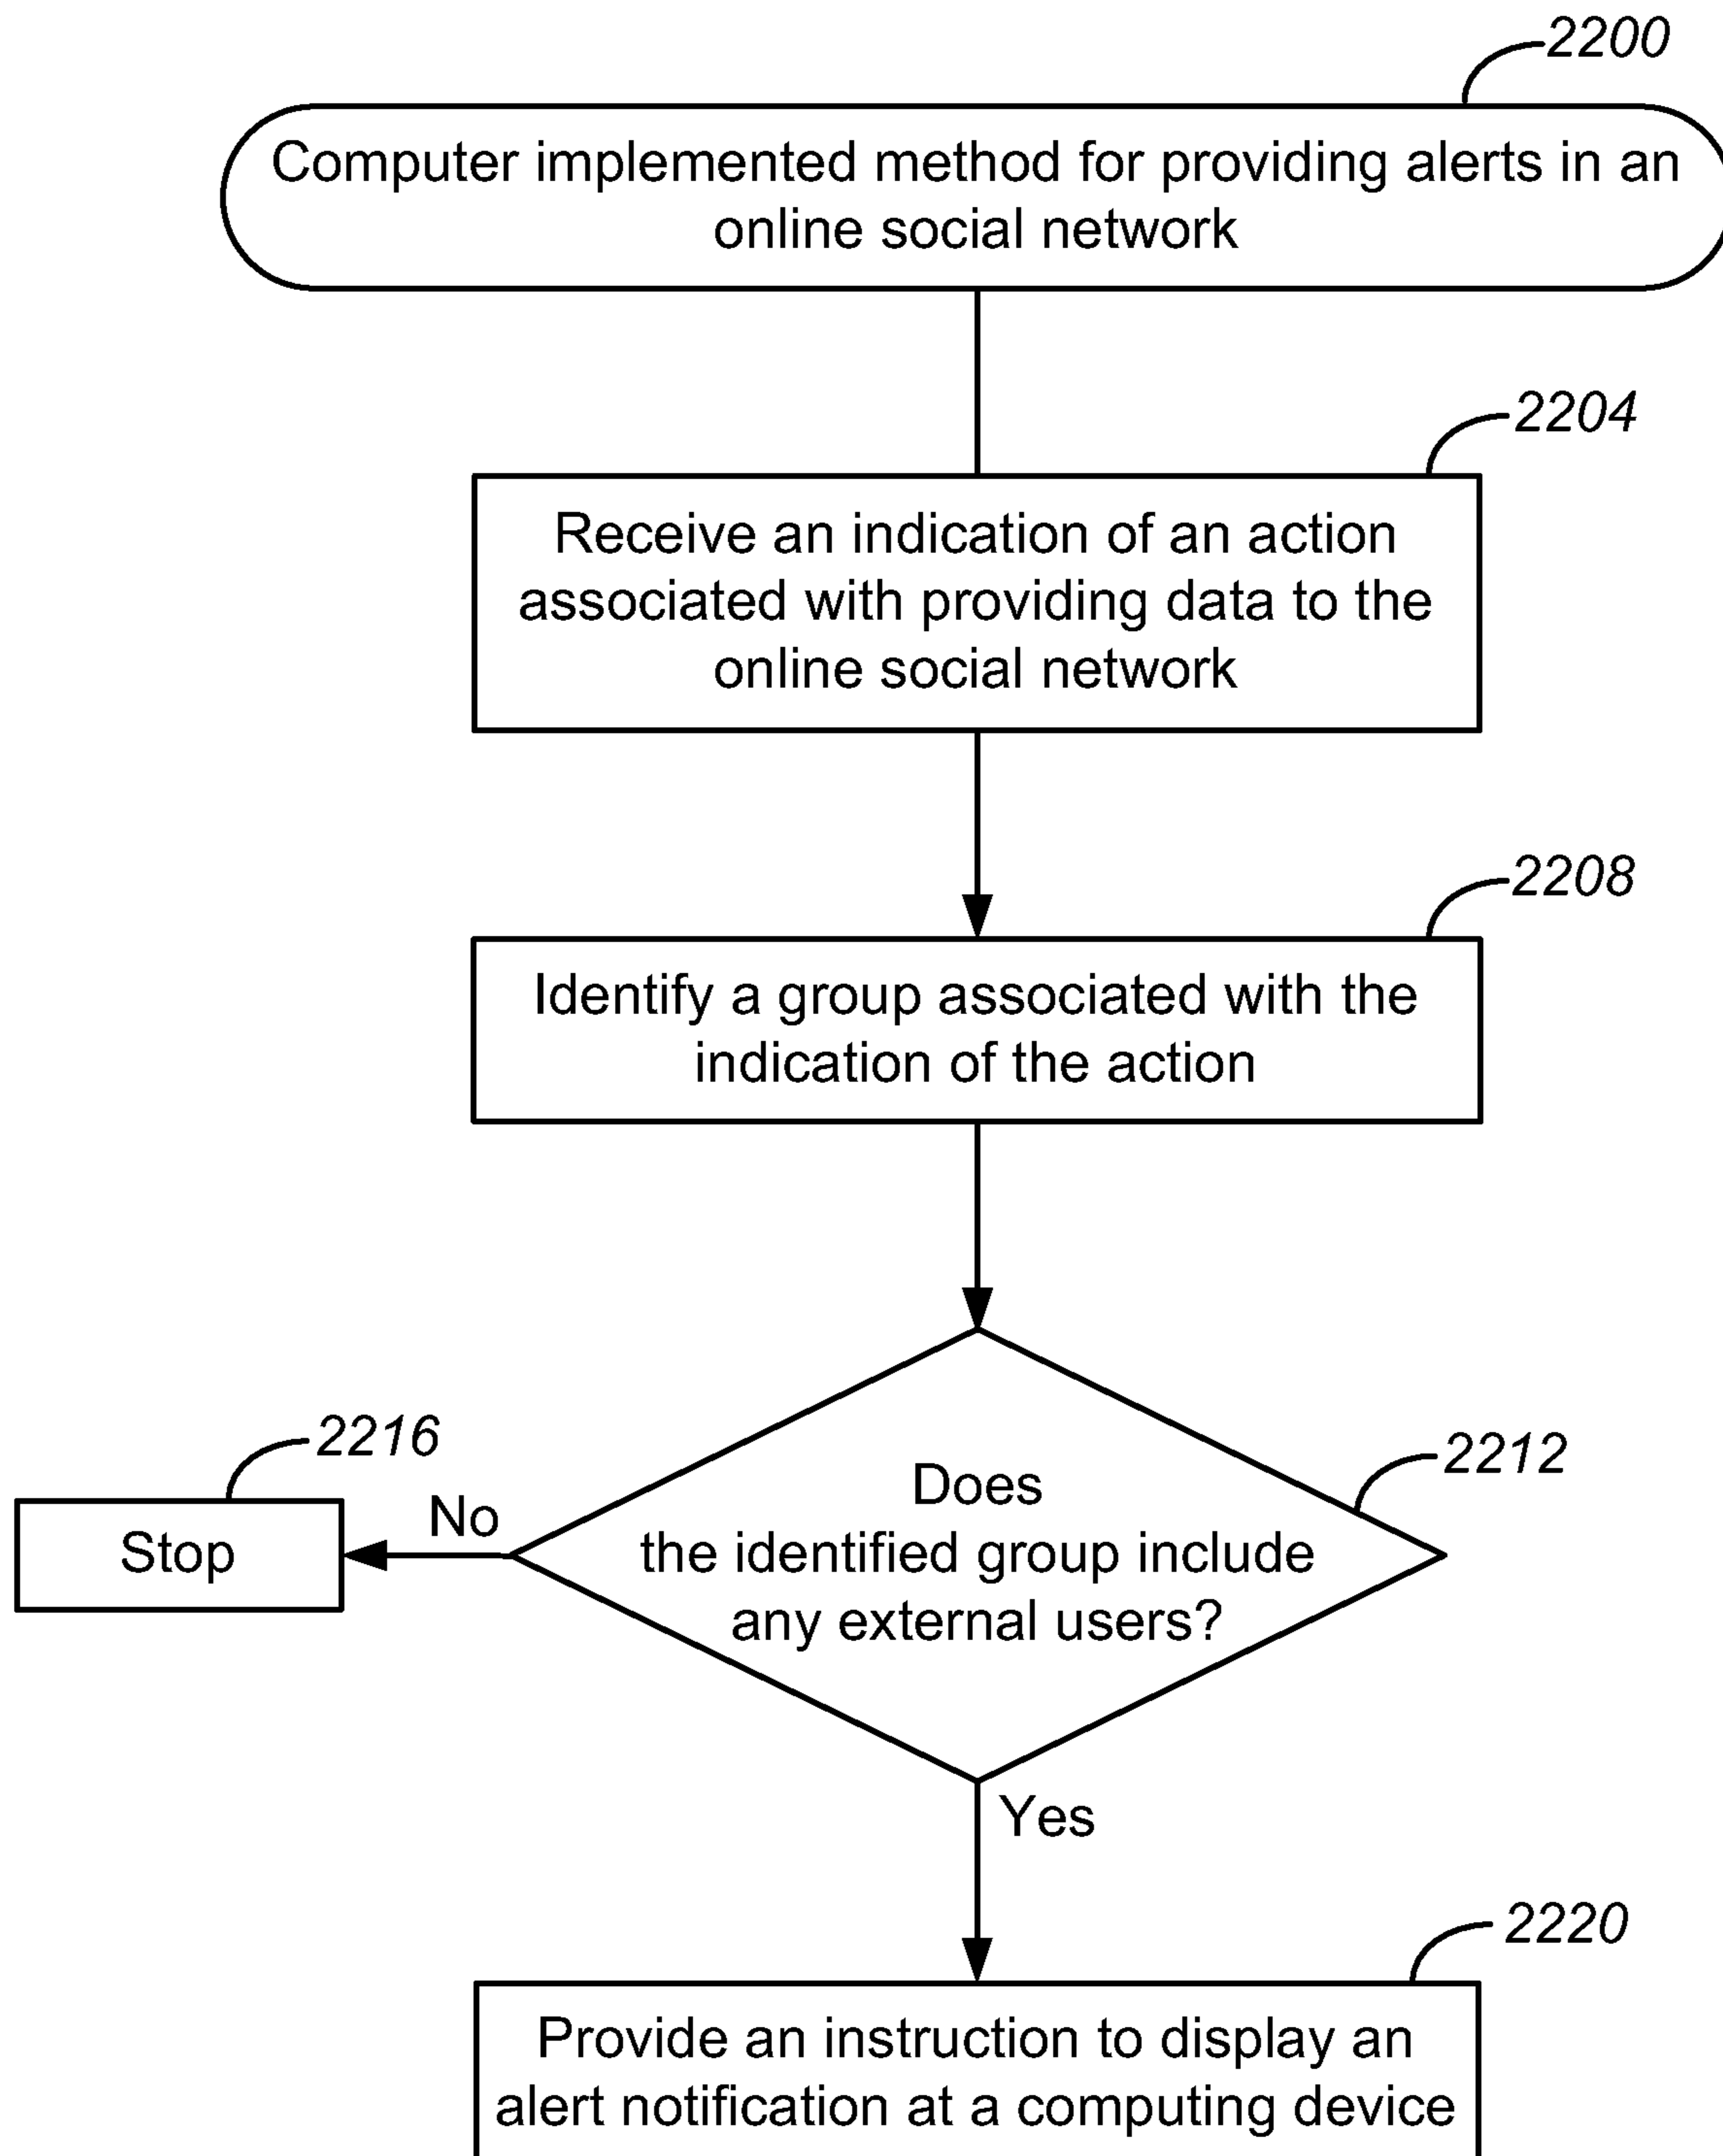 2200
Computer implemented method for providing alerts in an
online social network
2204
Receive an indication of an action
associated with providing data to the
online social network
2208
Identify a group associated with the
indication of the action
2216
Stop
No
2212
Does
the identified group include
any external users?
Yes
2220
Provide an instruction to display an
alert notification at a computing device